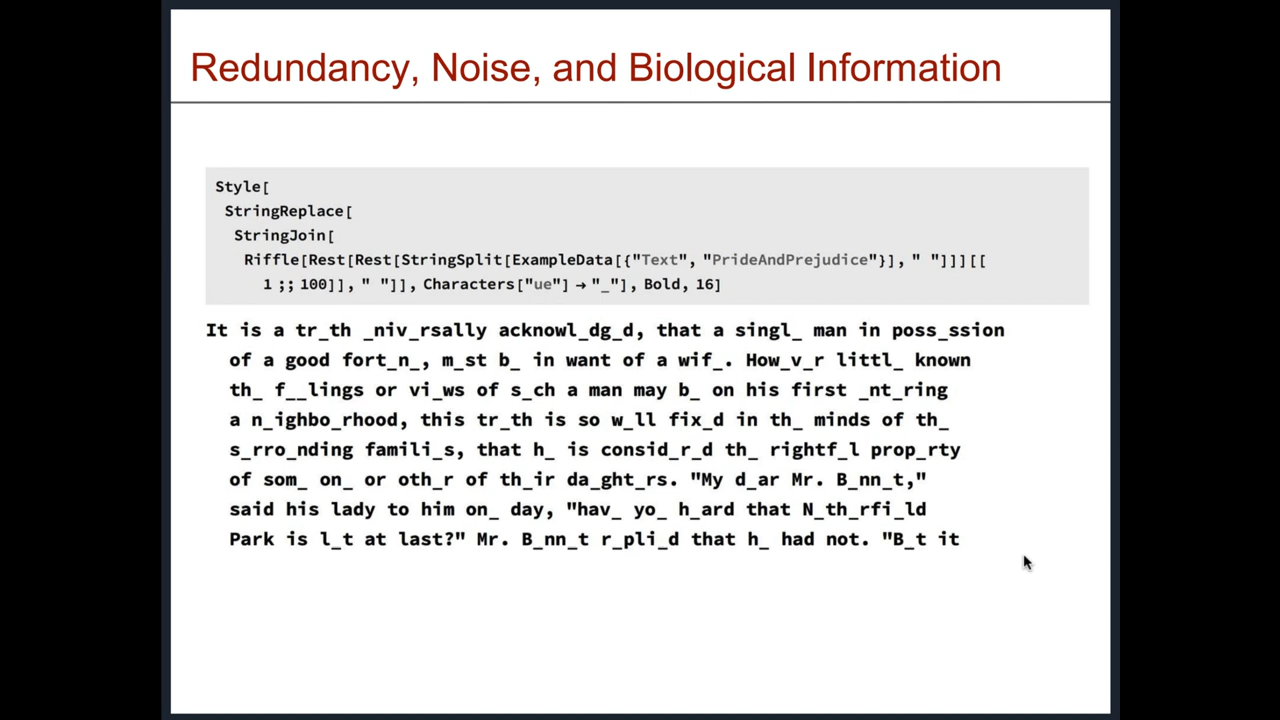 Redundancy, Noise, and Biological Information
Style[
StringReplace[
StringJoin[
Riffle[Rest[Rest[StringSplit[ExampleData[{"Text", "PrideAndPrejudice"}], " "]]][[
1 ;; 100]], " "]], Characters["ue"] → "_"], Bold, 16]
It is a tr_th _niv_rsally acknowl_dg_d, that a singl_ man in poss_ssion
of a good fort_n_, m_st b_ in want of a wif_. How_v_r littl_ known
th_ f__lings or vi_ws of s_ch a man may b_ on his first _nt_ring
a n_ighbo_rhood, this tr_th is so w_ll fix_d in th_ minds of th_
s_rro_nding famili_s, that h_ is consid_r_d th_ rightf_l prop_rty
of som_ on_ or oth_r of th_ir da_ght_rs. "My d_ar Mr. B_nn_t,"
said his lady to him on_ day, "hav_ yo_ h_ard that N_th_rfi_ld
Park is l_t at last?" Mr. B_nn_t r_pli_d that h_ had not. "B_t it